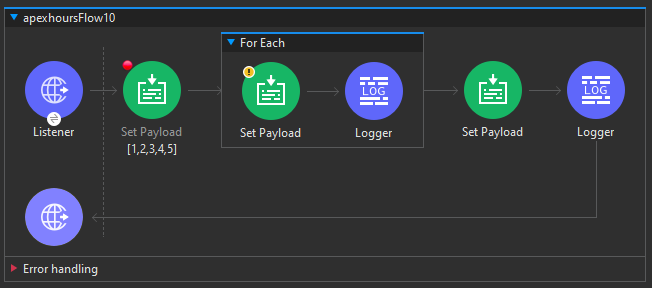 apexhoursFlow10
For Each
LOG
LOG
Listener
Set Payload
[1,2,3,4,5]
Set Payload
Logger
Set Payload
Logger
Error handling